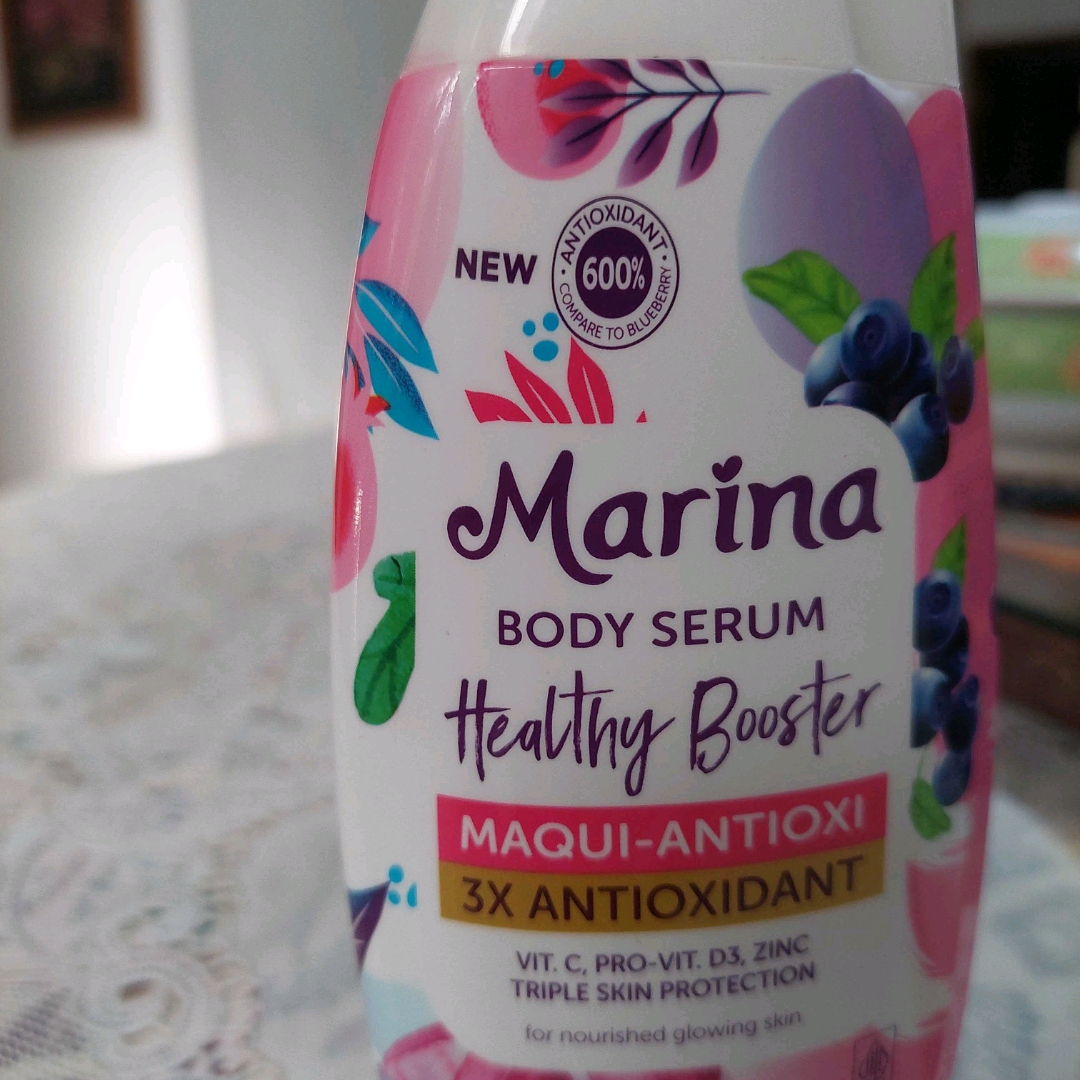 NEW
ANTIOXIDANT
600%
COMPARE TO BLUEBERRY
Marina
BODY SERUM
Healthy Booster
MAQUI-ANTIOXI
3X ANTIOXIDANT
VIT. C, PRO-VIT. D3, ZINC
TRIPLE SKIN PROTECTION
for nourished glowing skin